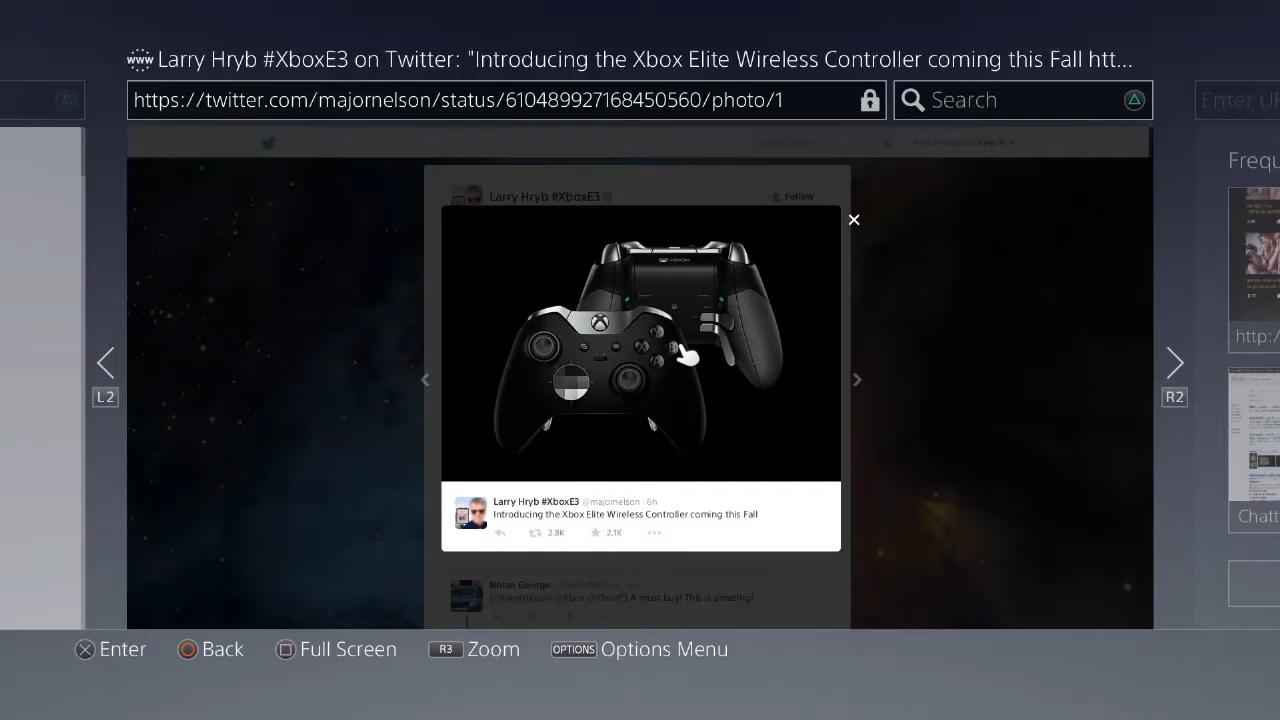 www Larry Hryb #XboxE3 on Twitter: "Introducing the Xbox Elite Wireless Controller coming this Fall htt...
https://twitter.com/majornelson/status/610489927168450560/photo/1
Search
Enter
Frequ
Larry Hryb #XboxE3
Follow
XBOX
X
B
A
L2
R2
http:/
Larry Hryb #XboxE3 @majornelson · 6h
Introducing the Xbox Elite Wireless Controller coming this Fall
2.8K
2.1K
Chatt
Nolan George
@majornelson @Xbox @XboxP3 A must buy! This is amazing!
Enter
Back
Full Screen
R3 Zoom
OPTIONS Options Menu